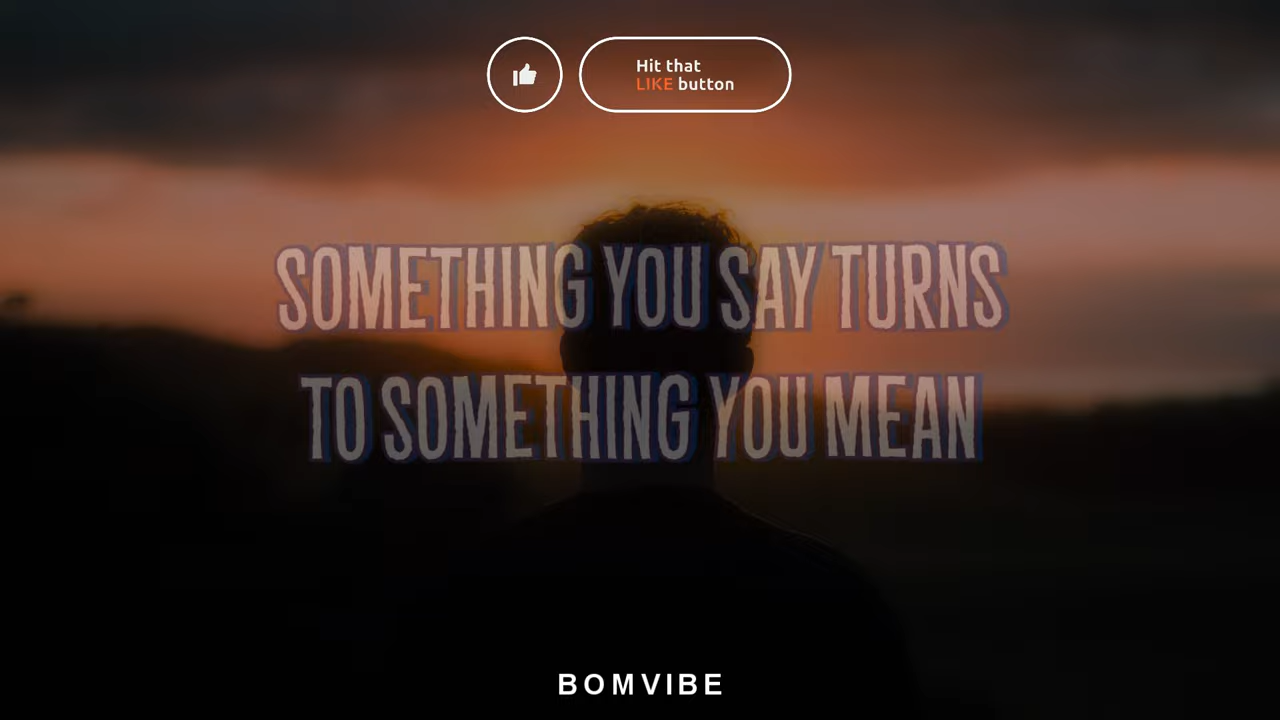 Hit that
LIKE button
SOMETHING YOU SAY TURNS
TO SOMETHING YOU MEAN
BOMVIBE